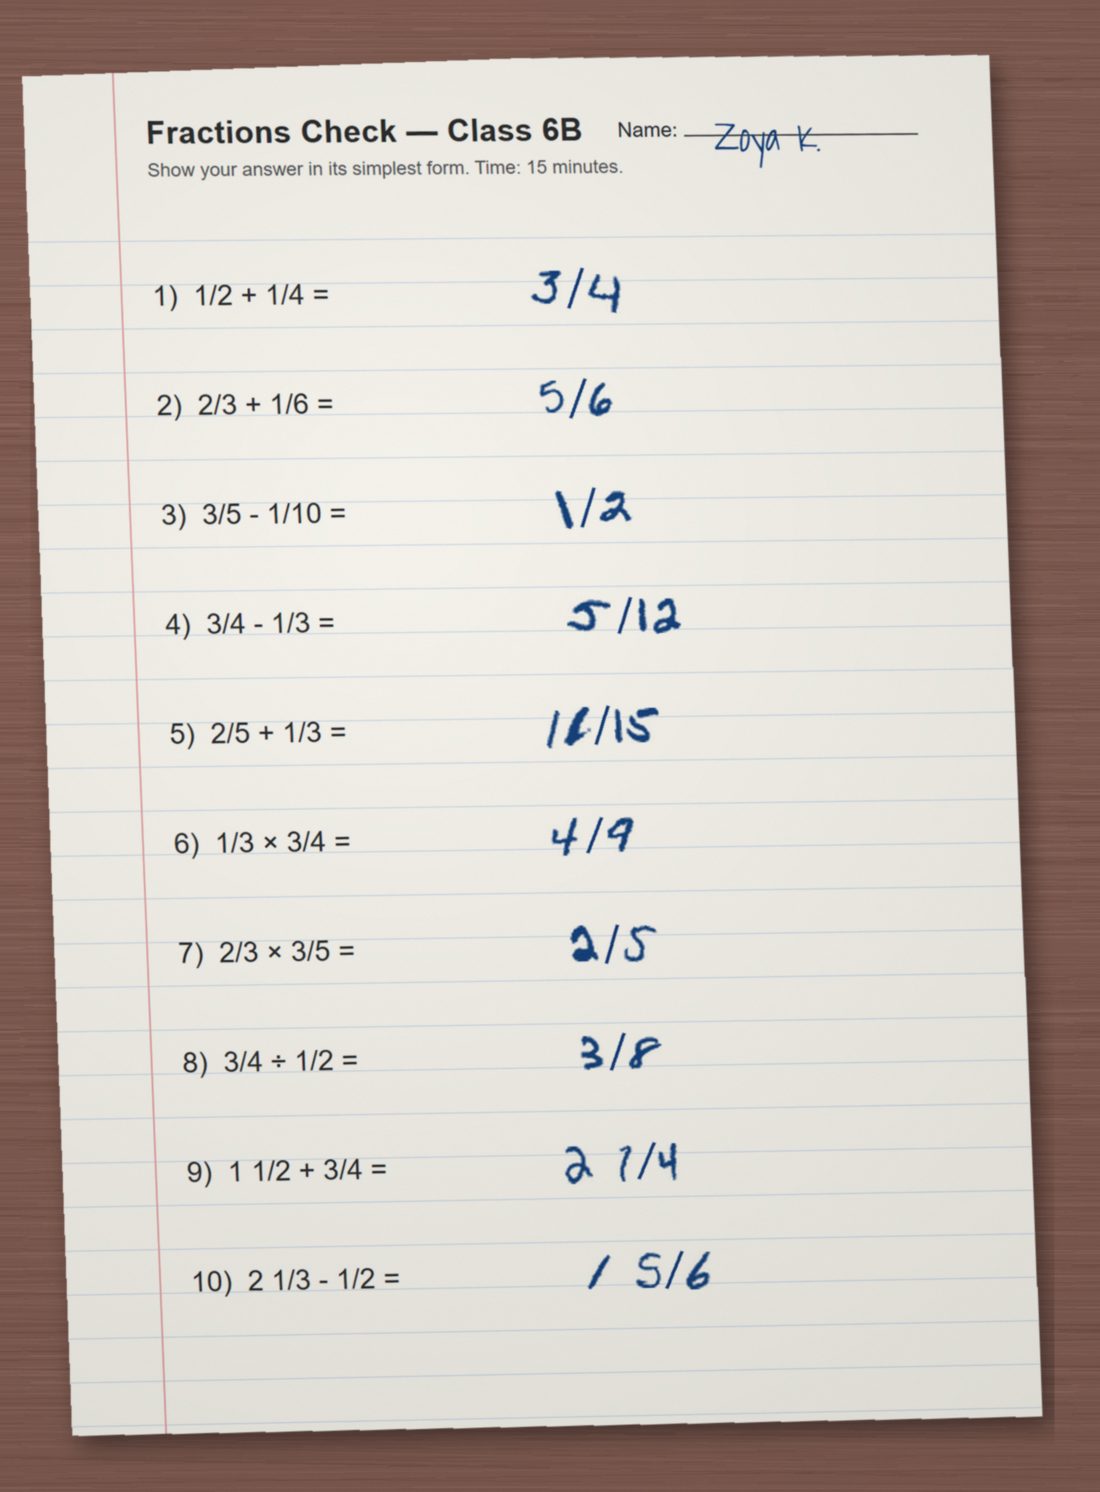 Fractions Check — Class 6B Name: Zoya K.
Show your answer in its simplest form. Time: 15 minutes.
1) 1/2 + 1/4 = 3/4
2) 2/3 + 1/6 = 5/6
3) 3/5 - 1/10 = 1/2
4) 3/4 - 1/3 = 5/12
5) 2/5 + 1/3 = 11/15
6) 1/3 × 3/4 = 4/9
7) 2/3 × 3/5 = 2/5
8) 3/4 ÷ 1/2 = 3/8
9) 1 1/2 + 3/4 = 2 1/4
10) 2 1/3 - 1/2 = 1 5/6